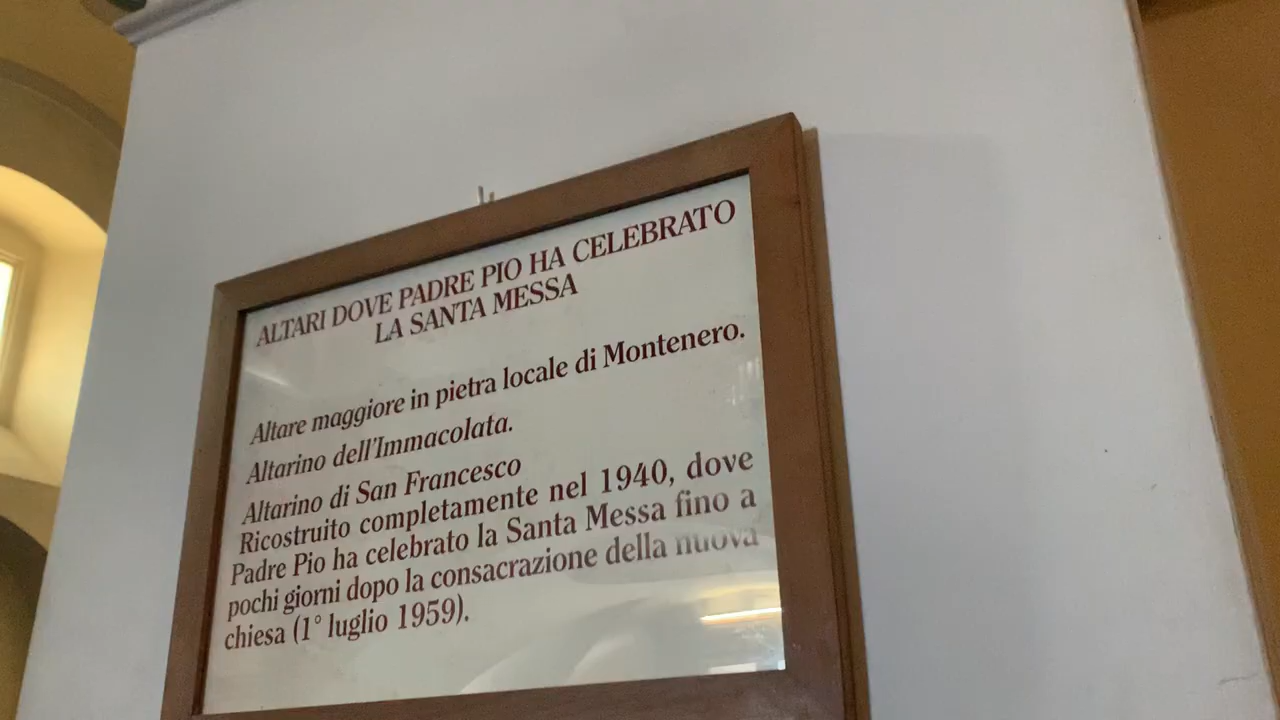 ALTARI DOVE PADRE PIO HA CELEBRATO
LA SANTA MESSA
Altare maggiore in pietra locale di Montenero.
Altarino dell'Immacolata.
Altarino di San Francesco
Ricostruito completamente nel 1940, dove
Padre Pio ha celebrato la Santa Messa fino a
pochi giorni dopo la consacrazione della nuova
chiesa (1° luglio 1959).